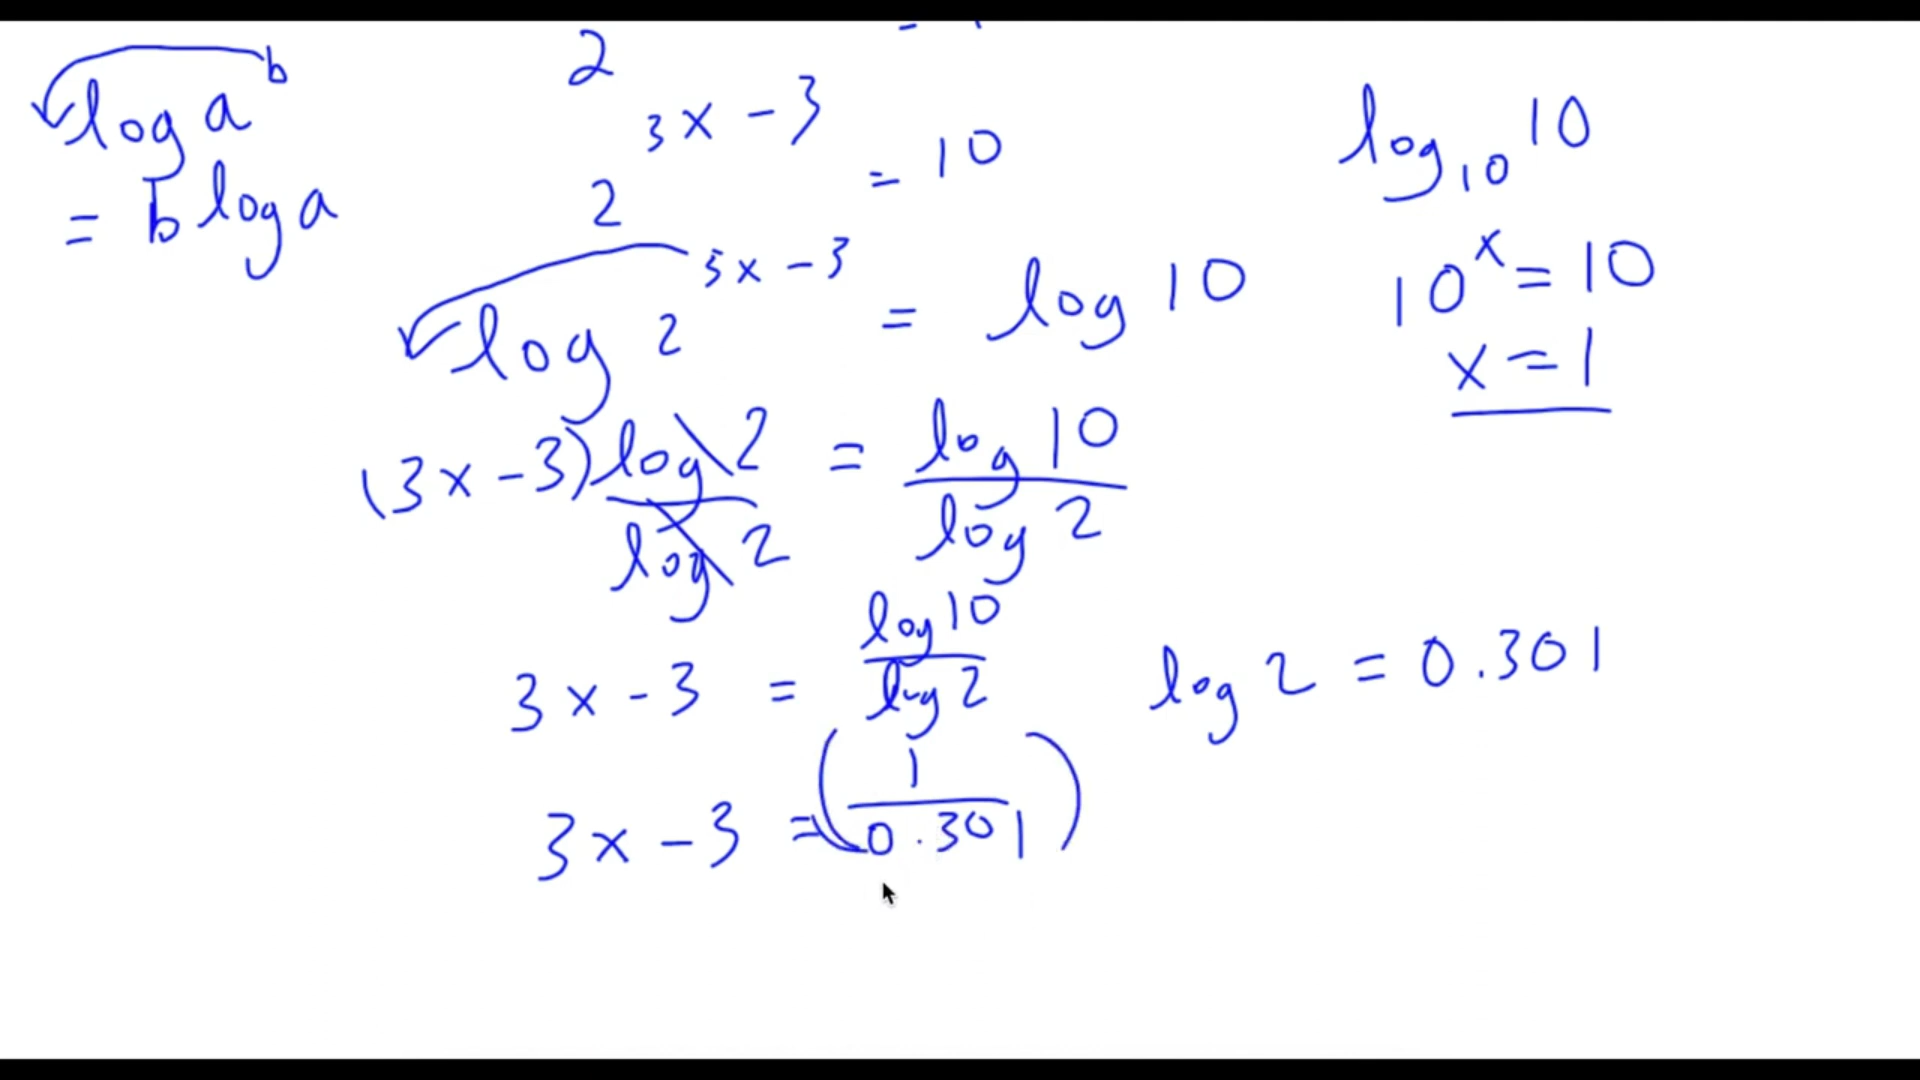 log a^b
= b log a
2
2^(3x-3) = 10
log 2^(3x-3) = log 10
(3x-3) log 2 / log 2 = log 10 / log 2
3x-3 = log 10 / log 2
3x-3 = (1 / 0.301)
log_10 10
10^x = 10
x = 1
log 2 = 0.301